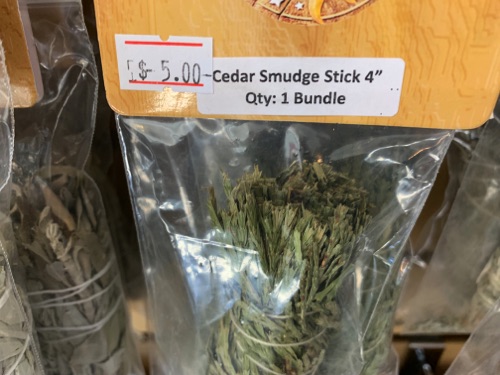 $- 5.00
Cedar Smudge Stick 4”
Qty: 1 Bundle